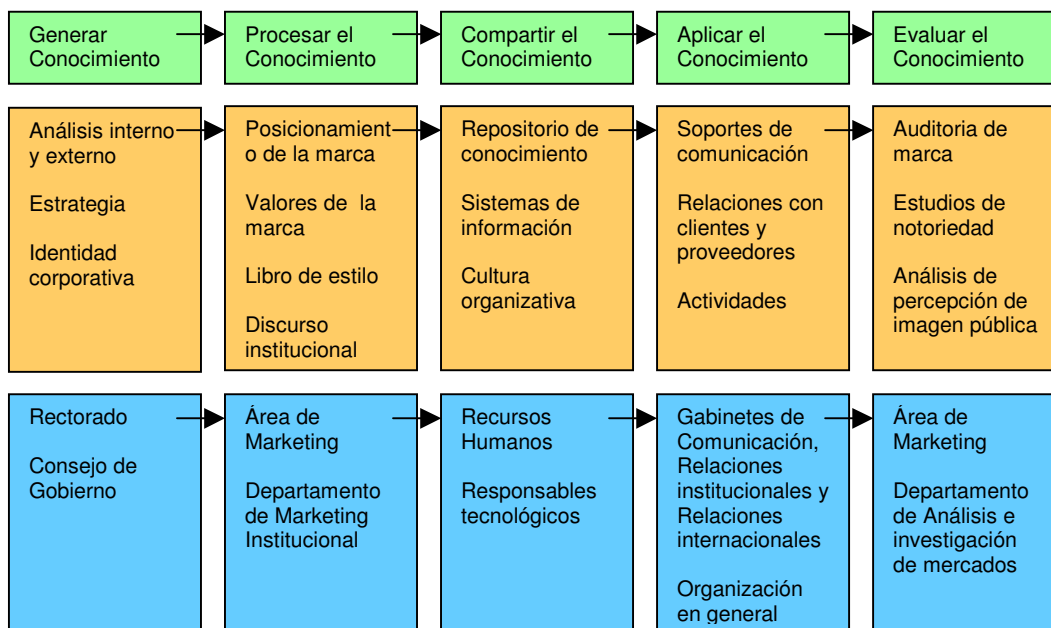 Generar
Conocimiento
Procesar el
Conocimiento
Compartir el
Conocimiento
Aplicar el
Conocimiento
Evaluar el
Conocimiento
Análisis interno
y externo
Estrategia
Identidad
corporativa
Posicionamient
o de la marca
Valores de la
marca
Libro de estilo
Discurso
institucional
Repositorio de
conocimiento
Sistemas de
información
Cultura
organizativa
Soportes de
comunicación
Relaciones con
clientes y
proveedores
Actividades
Auditoria de
marca
Estudios de
notoriedad
Análisis de
percepción de
imagen pública
Rectorado
Consejo de
Gobierno
Área de
Marketing
Departamento
de Marketing
Institucional
Recursos
Humanos
Responsables
tecnológicos
Gabinetes de
Comunicación,
Relaciones
institucionales y
Relaciones
internacionales
Organización
en general
Área de
Marketing
Departamento
de Análisis e
investigación
de mercados